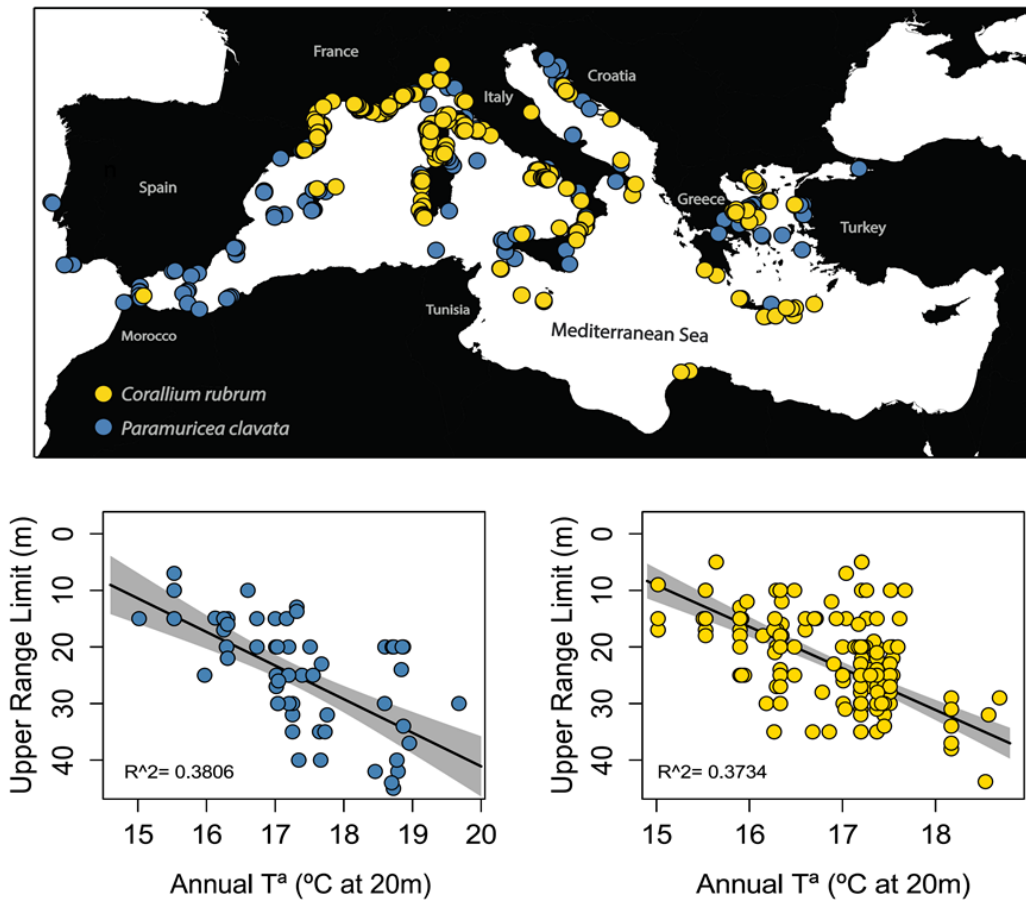 France
Croatia
Italy
Spain
Greece
Turkey
Tunisia
Morocco
Mediterranean Sea
Corallium rubrum
Paramuricea clavata
Upper Range Limit (m)
0
10
20
30
40
R^2= 0.3806
15 16 17 18 19 20
Annual Tª (ºC at 20m)
Upper Range Limit (m)
0
10
20
30
40
R^2= 0.3734
15 16 17 18
Annual Tª (ºC at 20m)